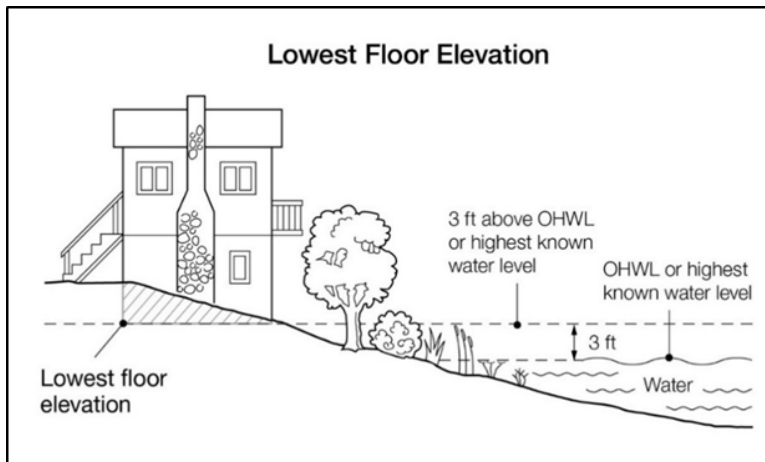 Lowest Floor Elevation
3 ft above OHWL
or highest known
water level
OHWL or highest
known water level
3 ft
Water
Lowest floor
elevation